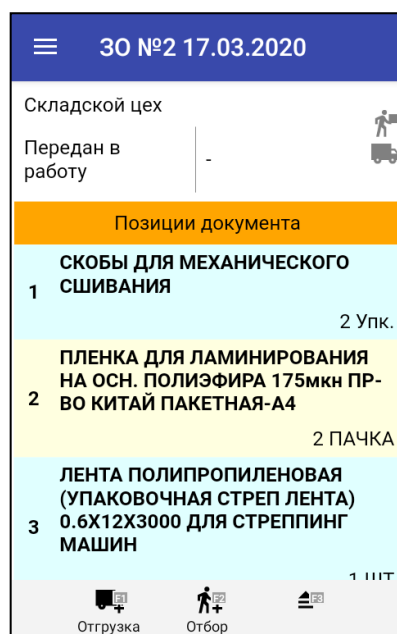 ЗО №2 17.03.2020
Складской цех
Передан в
работу
-
Позиции документа
1
СКОБЫ ДЛЯ МЕХАНИЧЕСКОГО
СШИВАНИЯ
2 Упк.
2
ПЛЕНКА ДЛЯ ЛАМИНИРОВАНИЯ
НА ОСН. ПОЛИЭФИРА 175мкн ПР-
ВО КИТАЙ ПАКЕТНАЯ-А4
2 ПАЧКА
3
ЛЕНТА ПОЛИПРОПИЛЕНОВАЯ
(УПАКОВОЧНАЯ СТРЕП ЛЕНТА)
0.6Х12Х3000 ДЛЯ СТРЕППИНГ
МАШИН
1 ШТ
F1
F2
F3
Отгрузка
Отбор